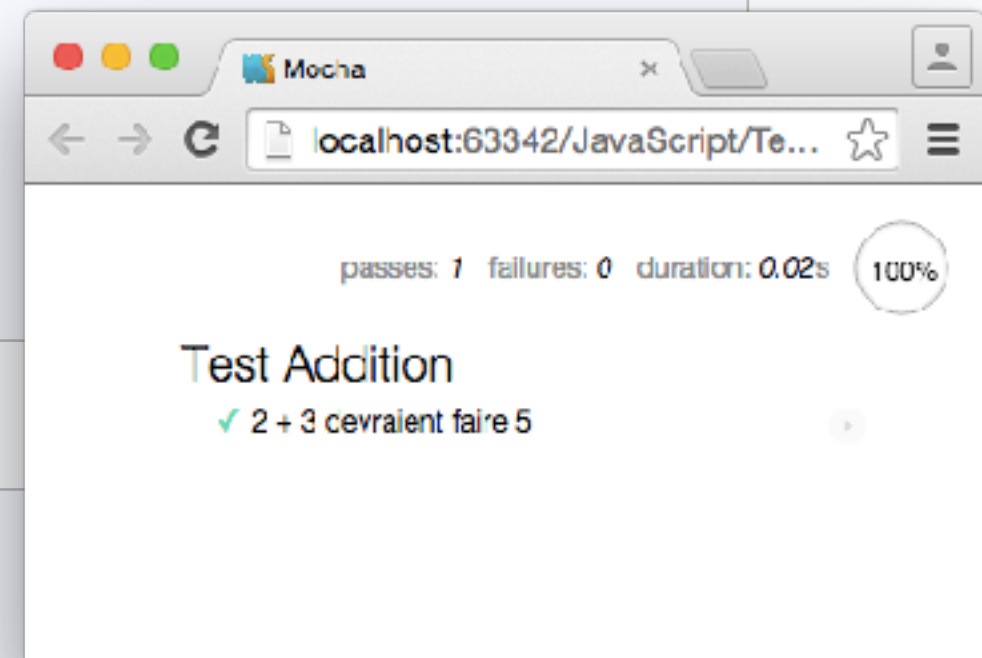 Mocha
localhost:63342/JavaScript/Te...
passes: 1 failures: 0 duration: 0.02s 100%
Test Addition
✓ 2 + 3 devraient faire 5